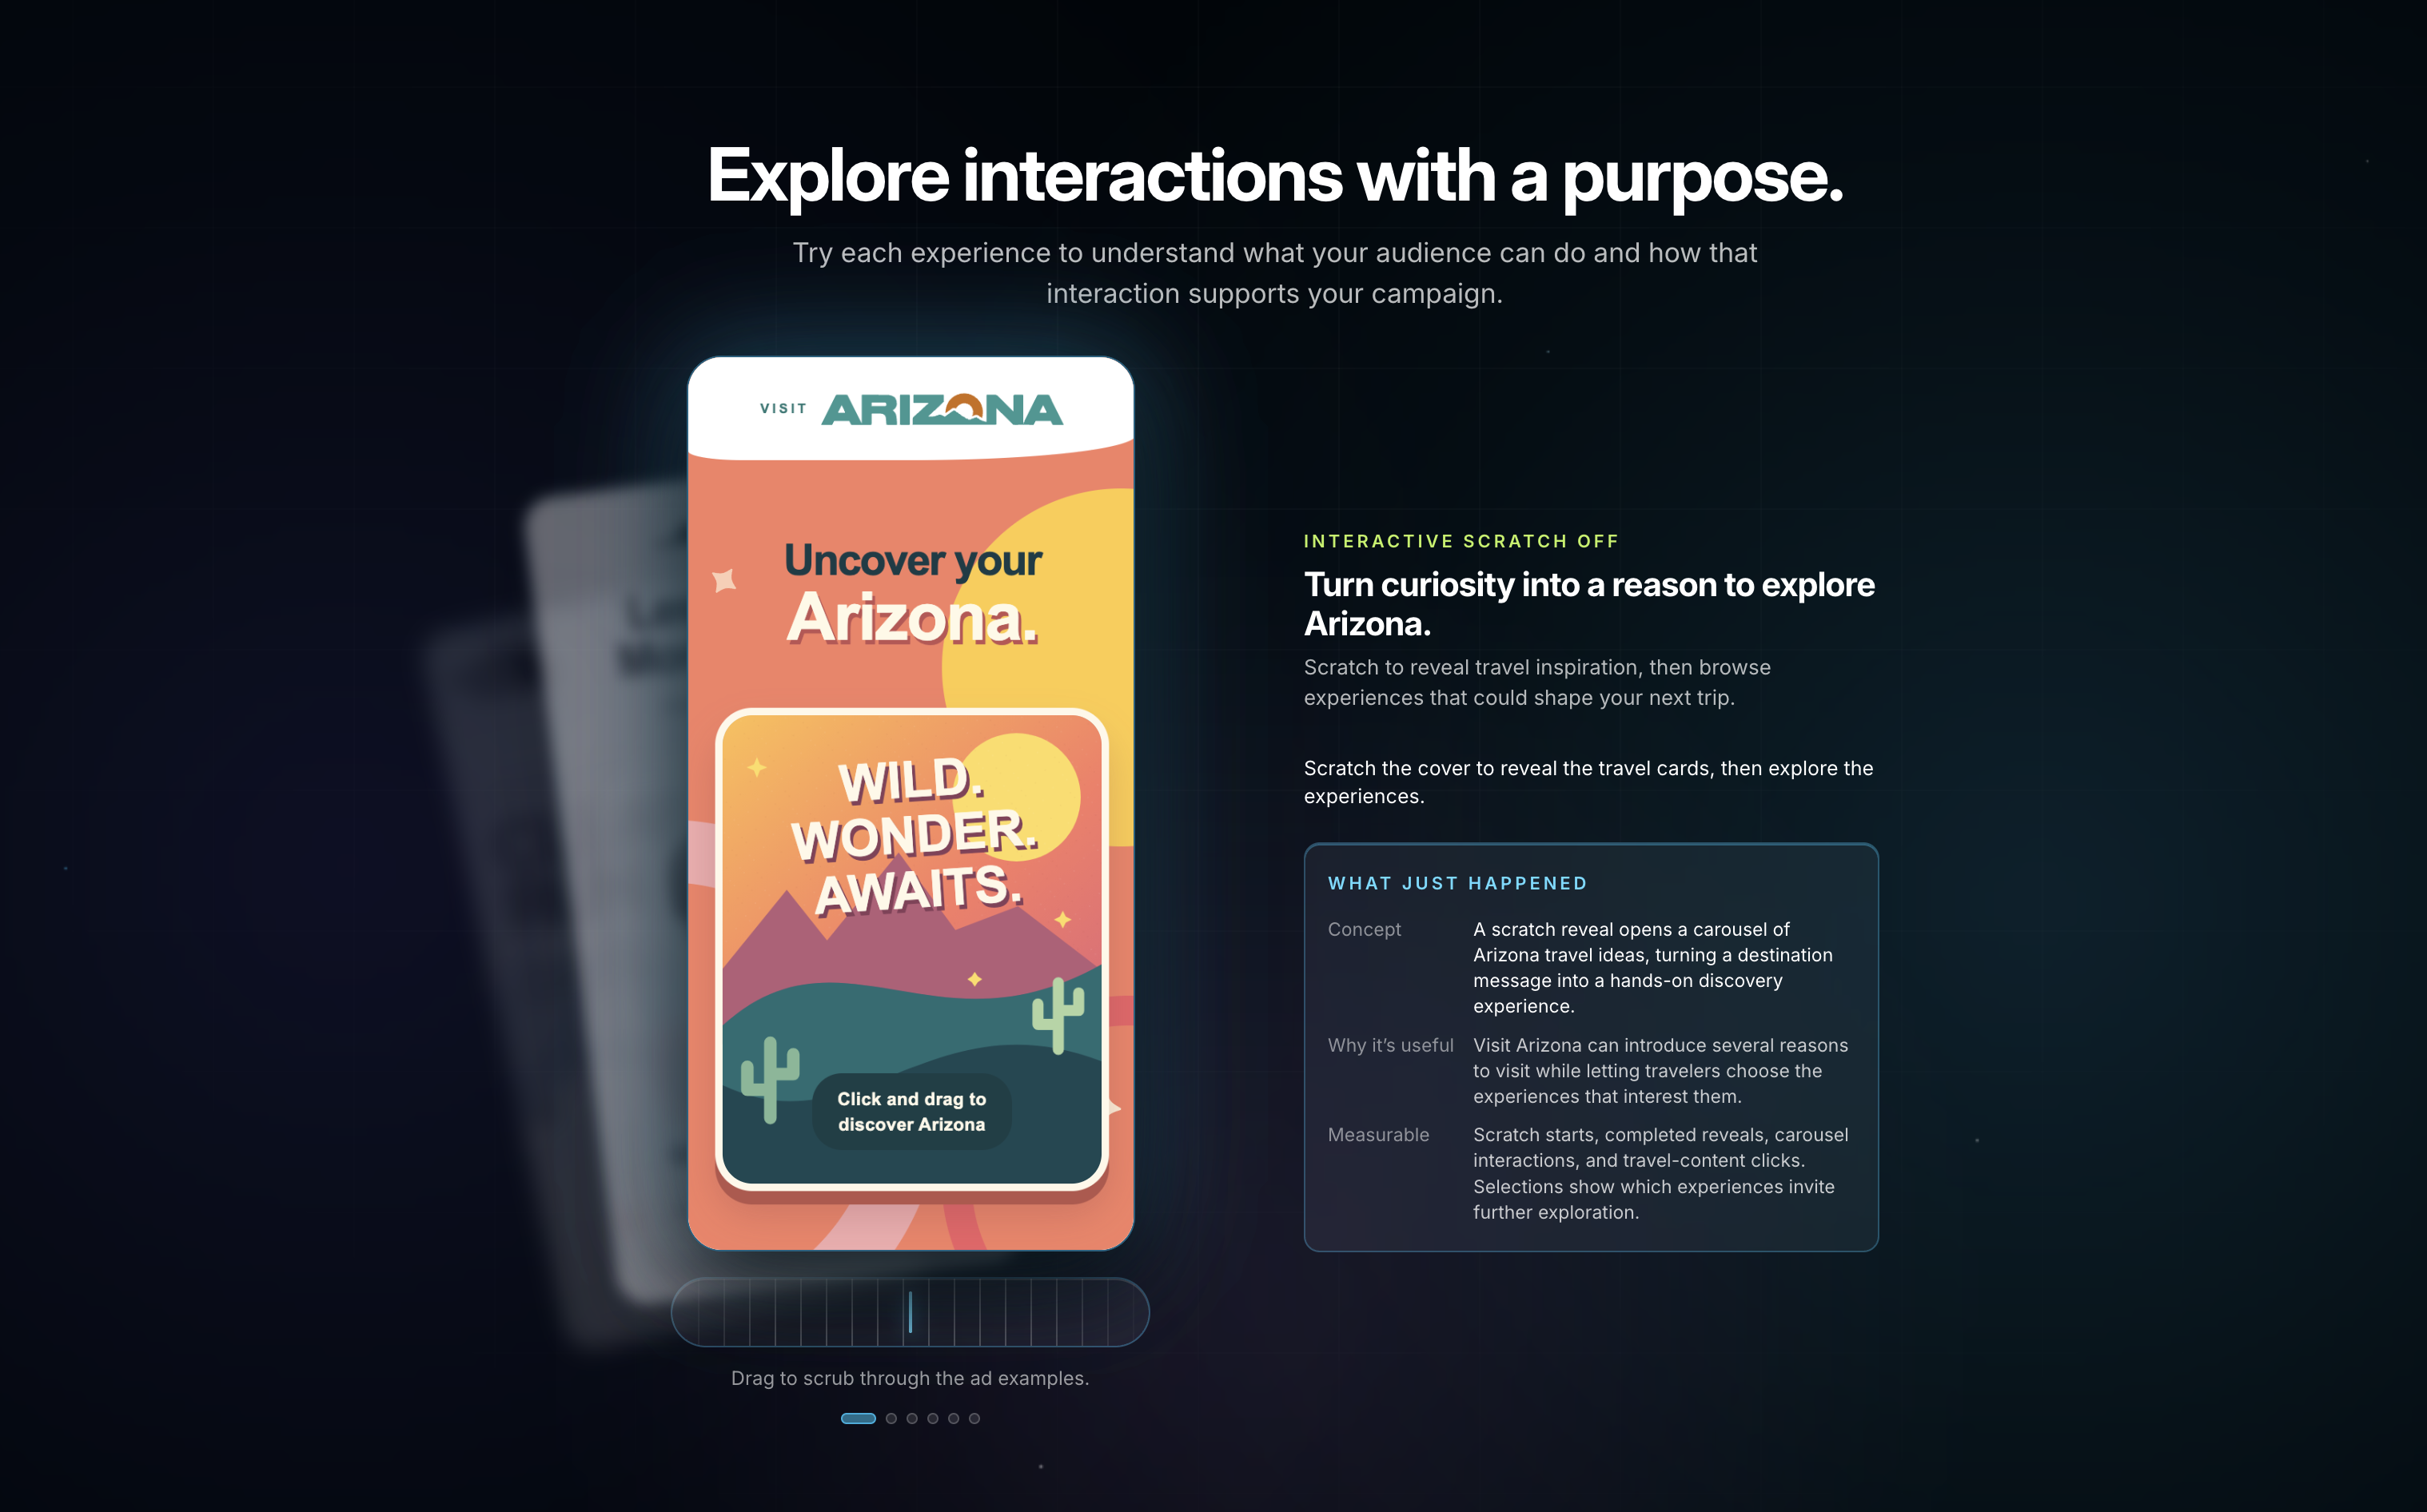 Explore interactions with a purpose.
Try each experience to understand what your audience can do and how that
interaction supports your campaign.
VISIT ARIZONA
Uncover your
Arizona.
WILD.
WONDER.
AWAITS.
Click and drag to
discover Arizona
Drag to scrub through the ad examples.
INTERACTIVE SCRATCH OFF
Turn curiosity into a reason to explore
Arizona.
Scratch to reveal travel inspiration, then browse
experiences that could shape your next trip.
Scratch the cover to reveal the travel cards, then explore the
experiences.
WHAT JUST HAPPENED
Concept
A scratch reveal opens a carousel of
Arizona travel ideas, turning a destination
message into a hands-on discovery
experience.
Why it’s useful
Visit Arizona can introduce several reasons
to visit while letting travelers choose the
experiences that interest them.
Measurable
Scratch starts, completed reveals, carousel
interactions, and travel-content clicks.
Selections show which experiences invite
further exploration.